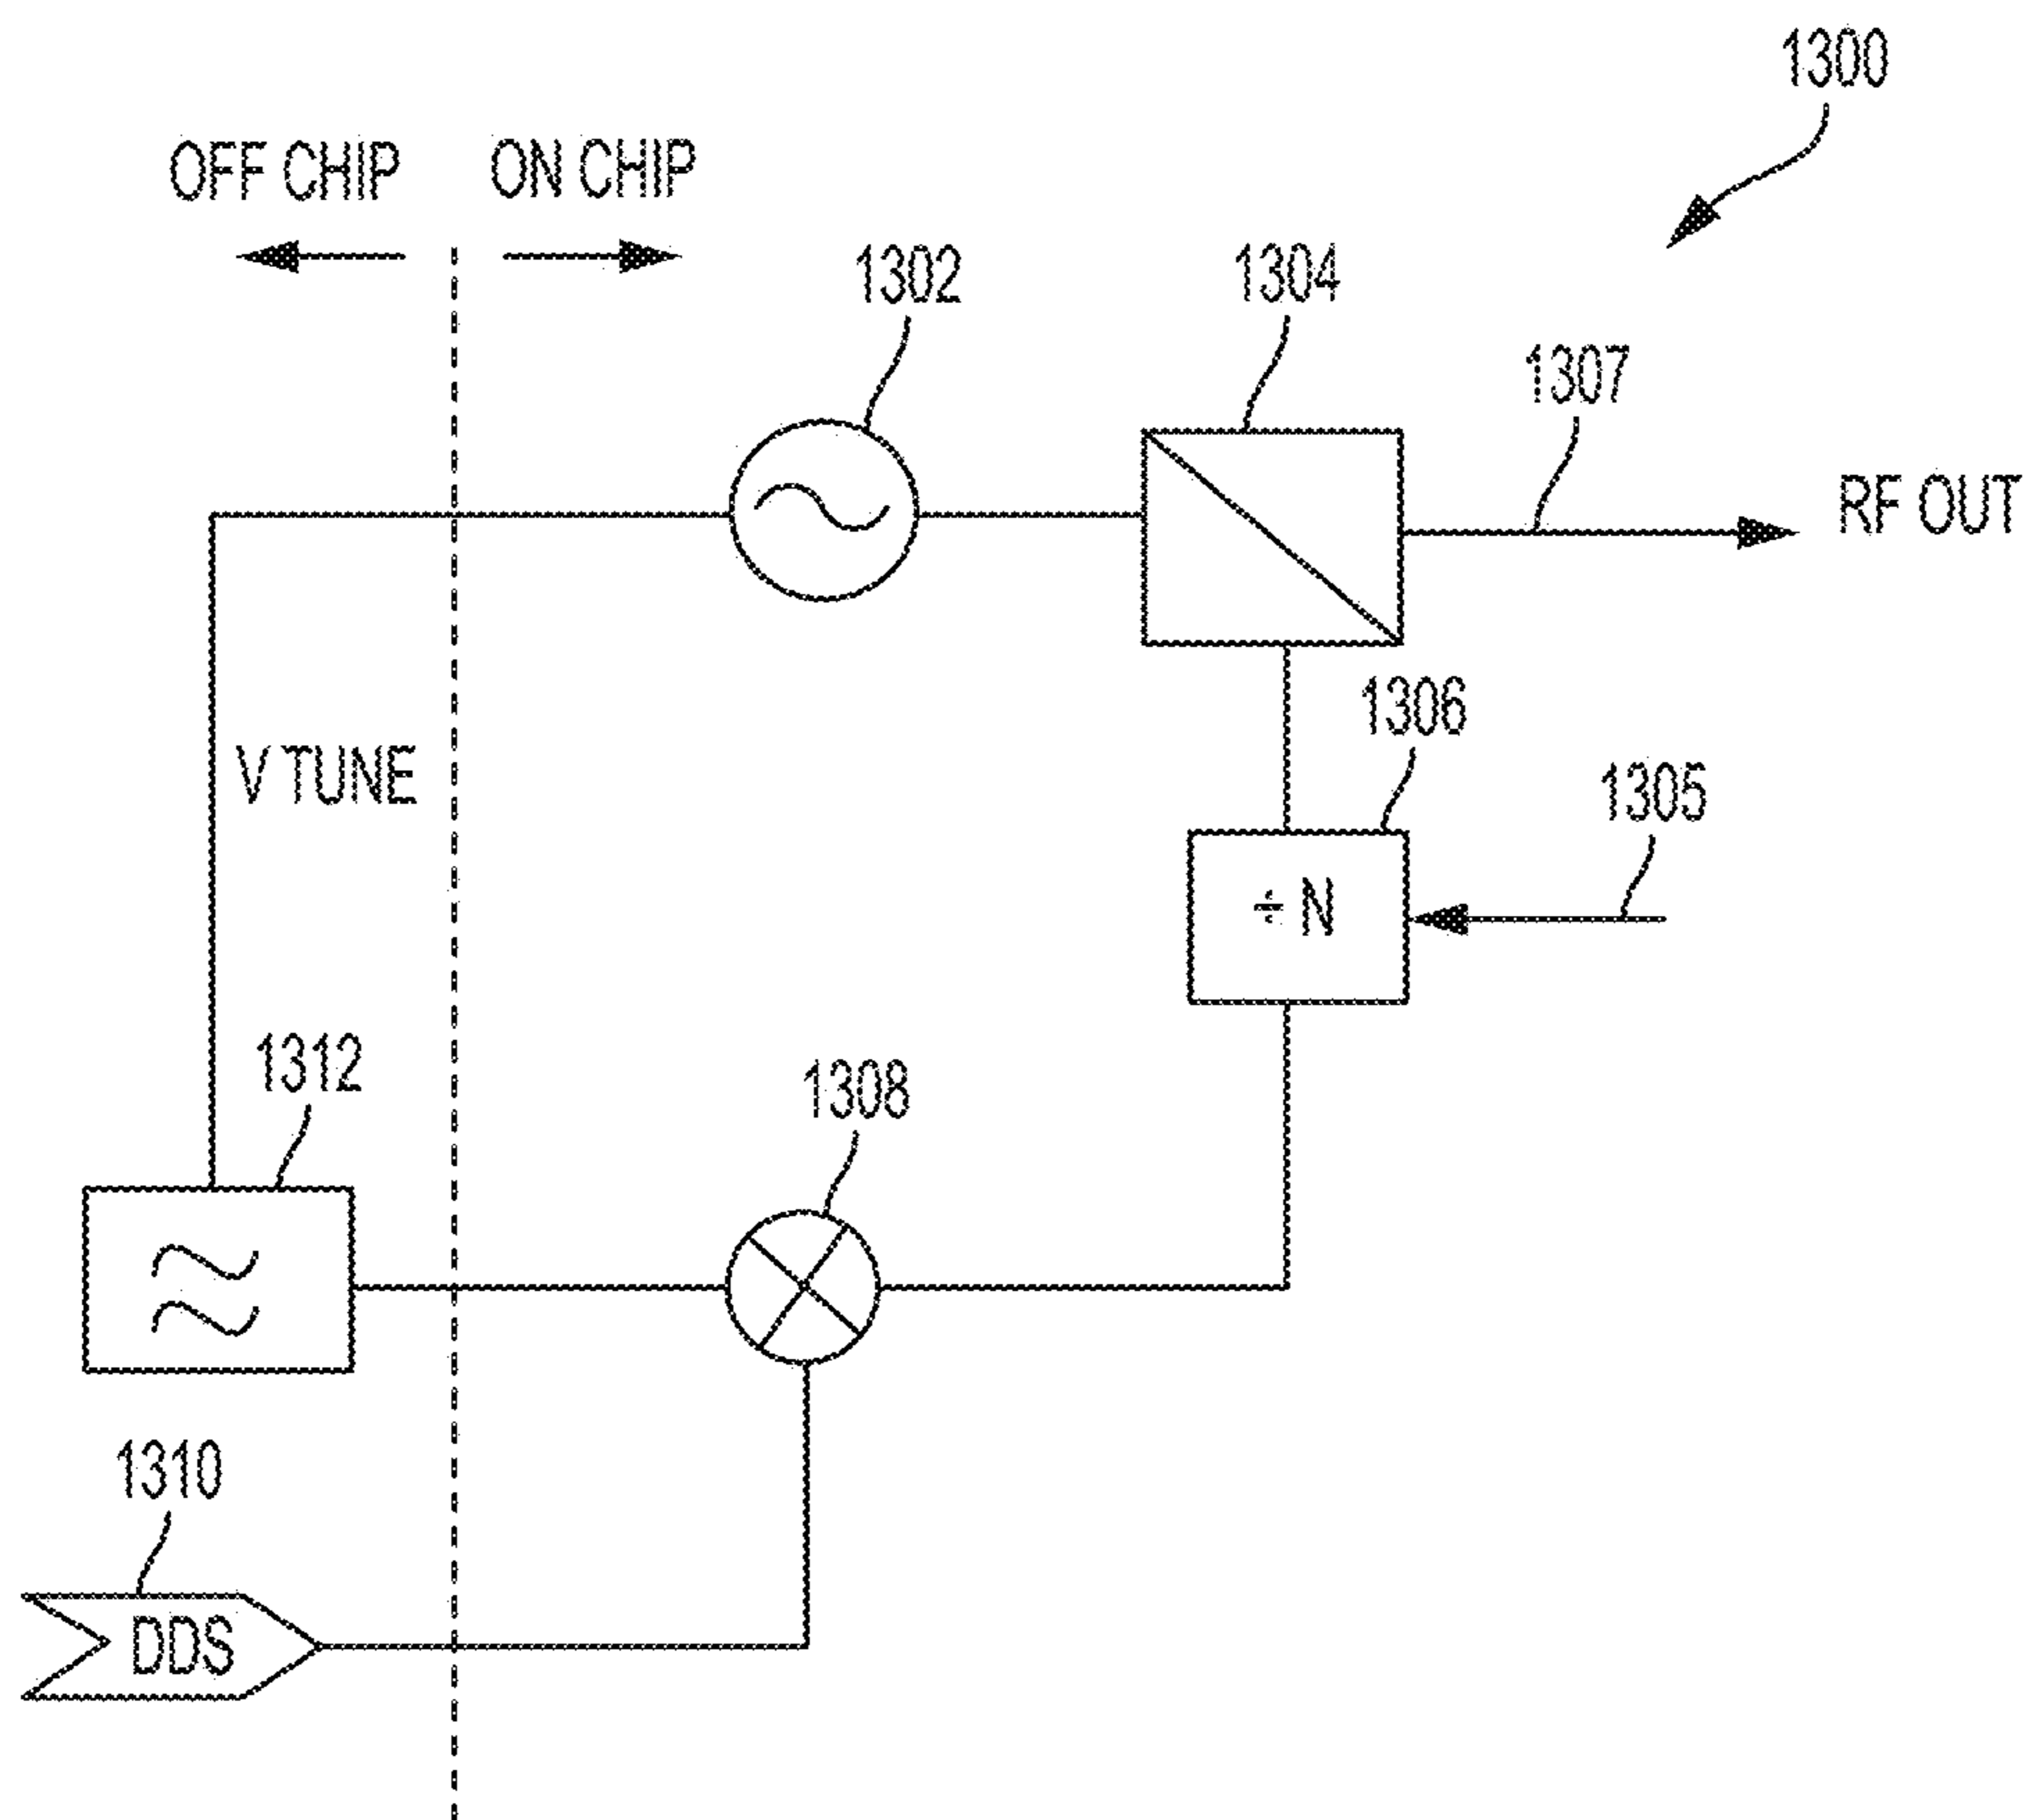 1300
OFF CHIP
ON CHIP
1302
1304
1307
RF OUT
1306
V TUNE
1305
÷ N
1312
1308
1310
DDS